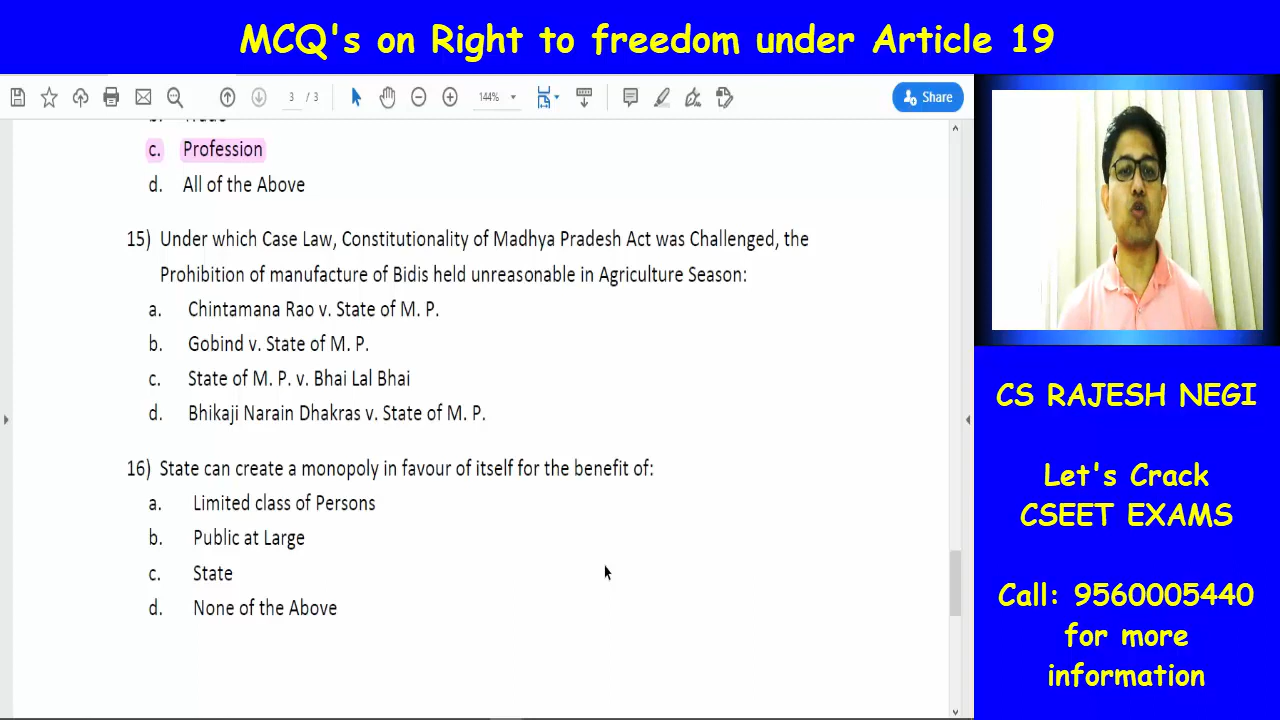 MCQ's on Right to freedom under Article 19
3 / 3
144%
Share
c. Profession
d. All of the Above
15) Under which Case Law, Constitutionality of Madhya Pradesh Act was Challenged, the
Prohibition of manufacture of Bidis held unreasonable in Agriculture Season:
a. Chintamana Rao v. State of M. P.
b. Gobind v. State of M. P.
c. State of M. P. v. Bhai Lal Bhai
d. Bhikaji Narain Dhakras v. State of M. P.
16) State can create a monopoly in favour of itself for the benefit of:
a. Limited class of Persons
b. Public at Large
c. State
d. None of the Above
CS RAJESH NEGI
Let's Crack
CSEET EXAMS
Call: 9560005440
for more
information